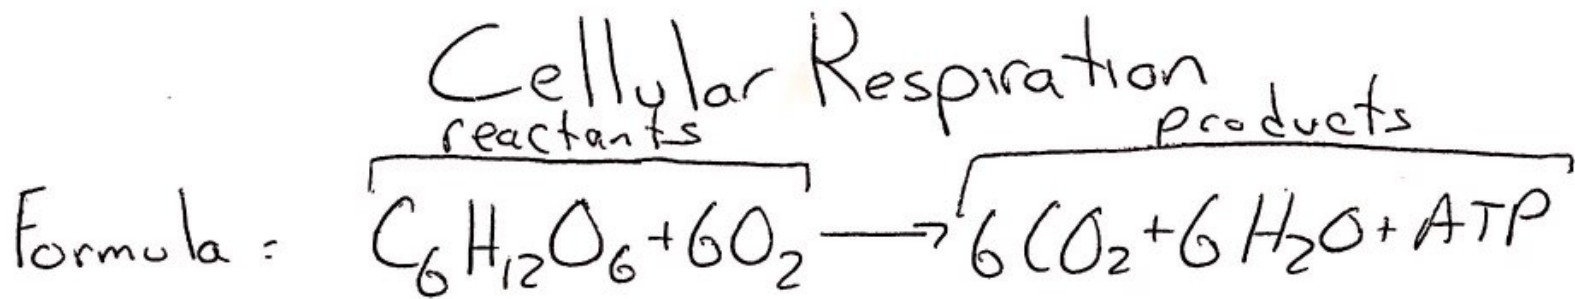 Cellular Respiration
reactants products
Formula: C₆H₁₂O₆+6O₂→6CO₂+6H₂O+ATP